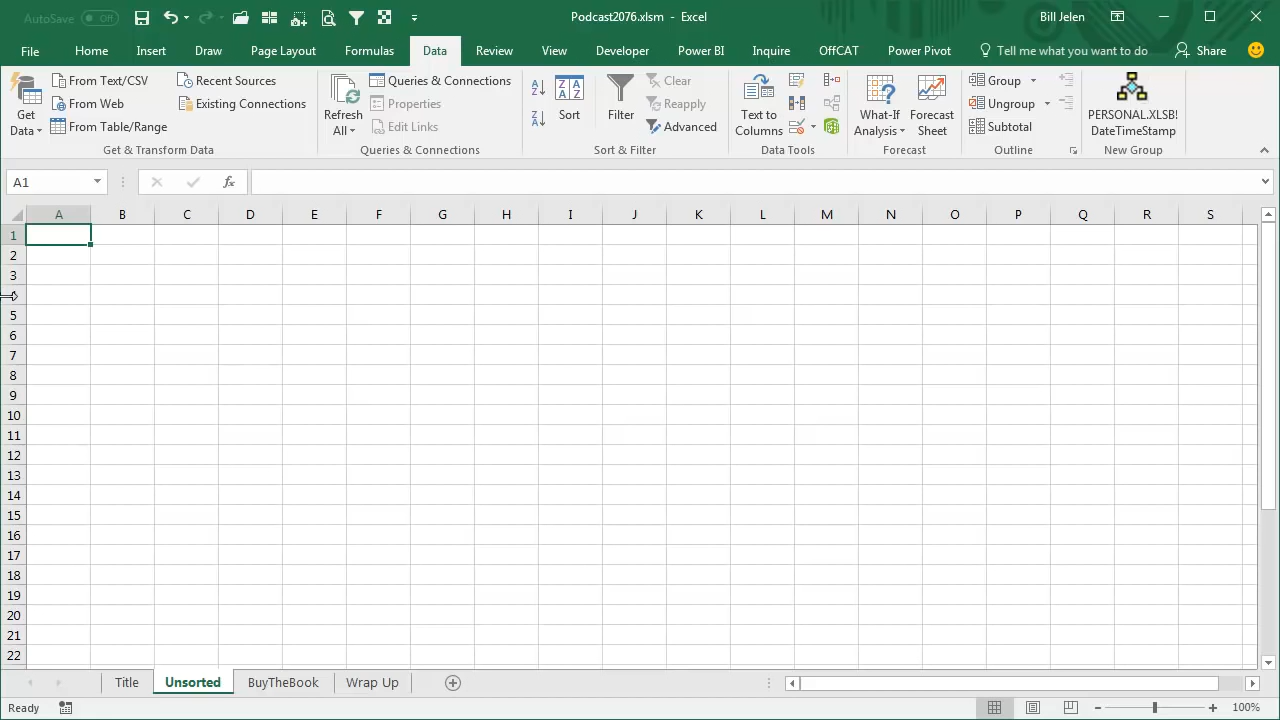 AutoSave Off Podcast2076.xlsm - Excel Bill Jelen
File Home Insert Draw Page Layout Formulas Data Review View Developer Power BI Inquire OffCAT Power Pivot Tell me what you want to do Share
Get Data
From Text/CSV
From Web
From Table/Range
Recent Sources
Existing Connections
Get & Transform Data
Refresh All
Queries & Connections
Properties
Edit Links
Queries & Connections
Sort
Filter
Clear
Reapply
Advanced
Sort & Filter
Text to Columns
Data Tools
What-If Analysis
Forecast Sheet
Forecast
Group
Ungroup
Subtotal
Outline
PERSONAL.XLSB!
DateTimeStamp
New Group
A1 fx
A B C D E F G H I J K L M N O P Q R S
1
2
3
5
6
7
8
9
10
11
12
13
14
15
16
17
18
19
20
21
22
Title Unsorted BuyTheBook Wrap Up
Ready 100%